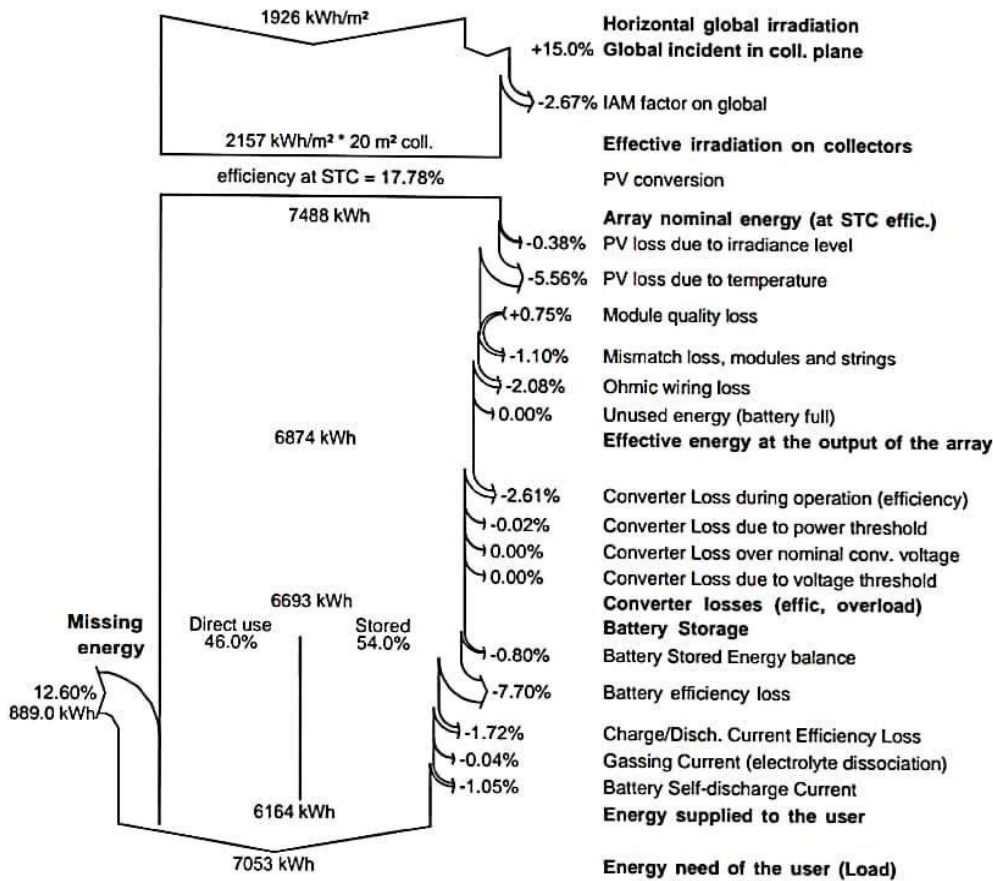 1926 kWh/m²
Horizontal global irradiation
+15.0% Global incident in coll. plane
-2.67% IAM factor on global
2157 kWh/m² * 20 m² coll.
Effective irradiation on collectors
efficiency at STC = 17.78%
PV conversion
7488 kWh
Array nominal energy (at STC effic.)
-0.38% PV loss due to irradiance level
-5.56% PV loss due to temperature
+0.75% Module quality loss
-1.10% Mismatch loss, modules and strings
-2.08% Ohmic wiring loss
0.00% Unused energy (battery full)
6874 kWh
Effective energy at the output of the array
-2.61% Converter Loss during operation (efficiency)
-0.02% Converter Loss due to power threshold
0.00% Converter Loss over nominal conv. voltage
0.00% Converter Loss due to voltage threshold
6693 kWh
Converter losses (effic, overload)
Missing energy
Direct use 46.0%
Stored 54.0%
Battery Storage
-0.80% Battery Stored Energy balance
12.60%
889.0 kWh
-7.70% Battery efficiency loss
-1.72% Charge/Disch. Current Efficiency Loss
-0.04% Gassing Current (electrolyte dissociation)
-1.05% Battery Self-discharge Current
6164 kWh
Energy supplied to the user
7053 kWh
Energy need of the user (Load)